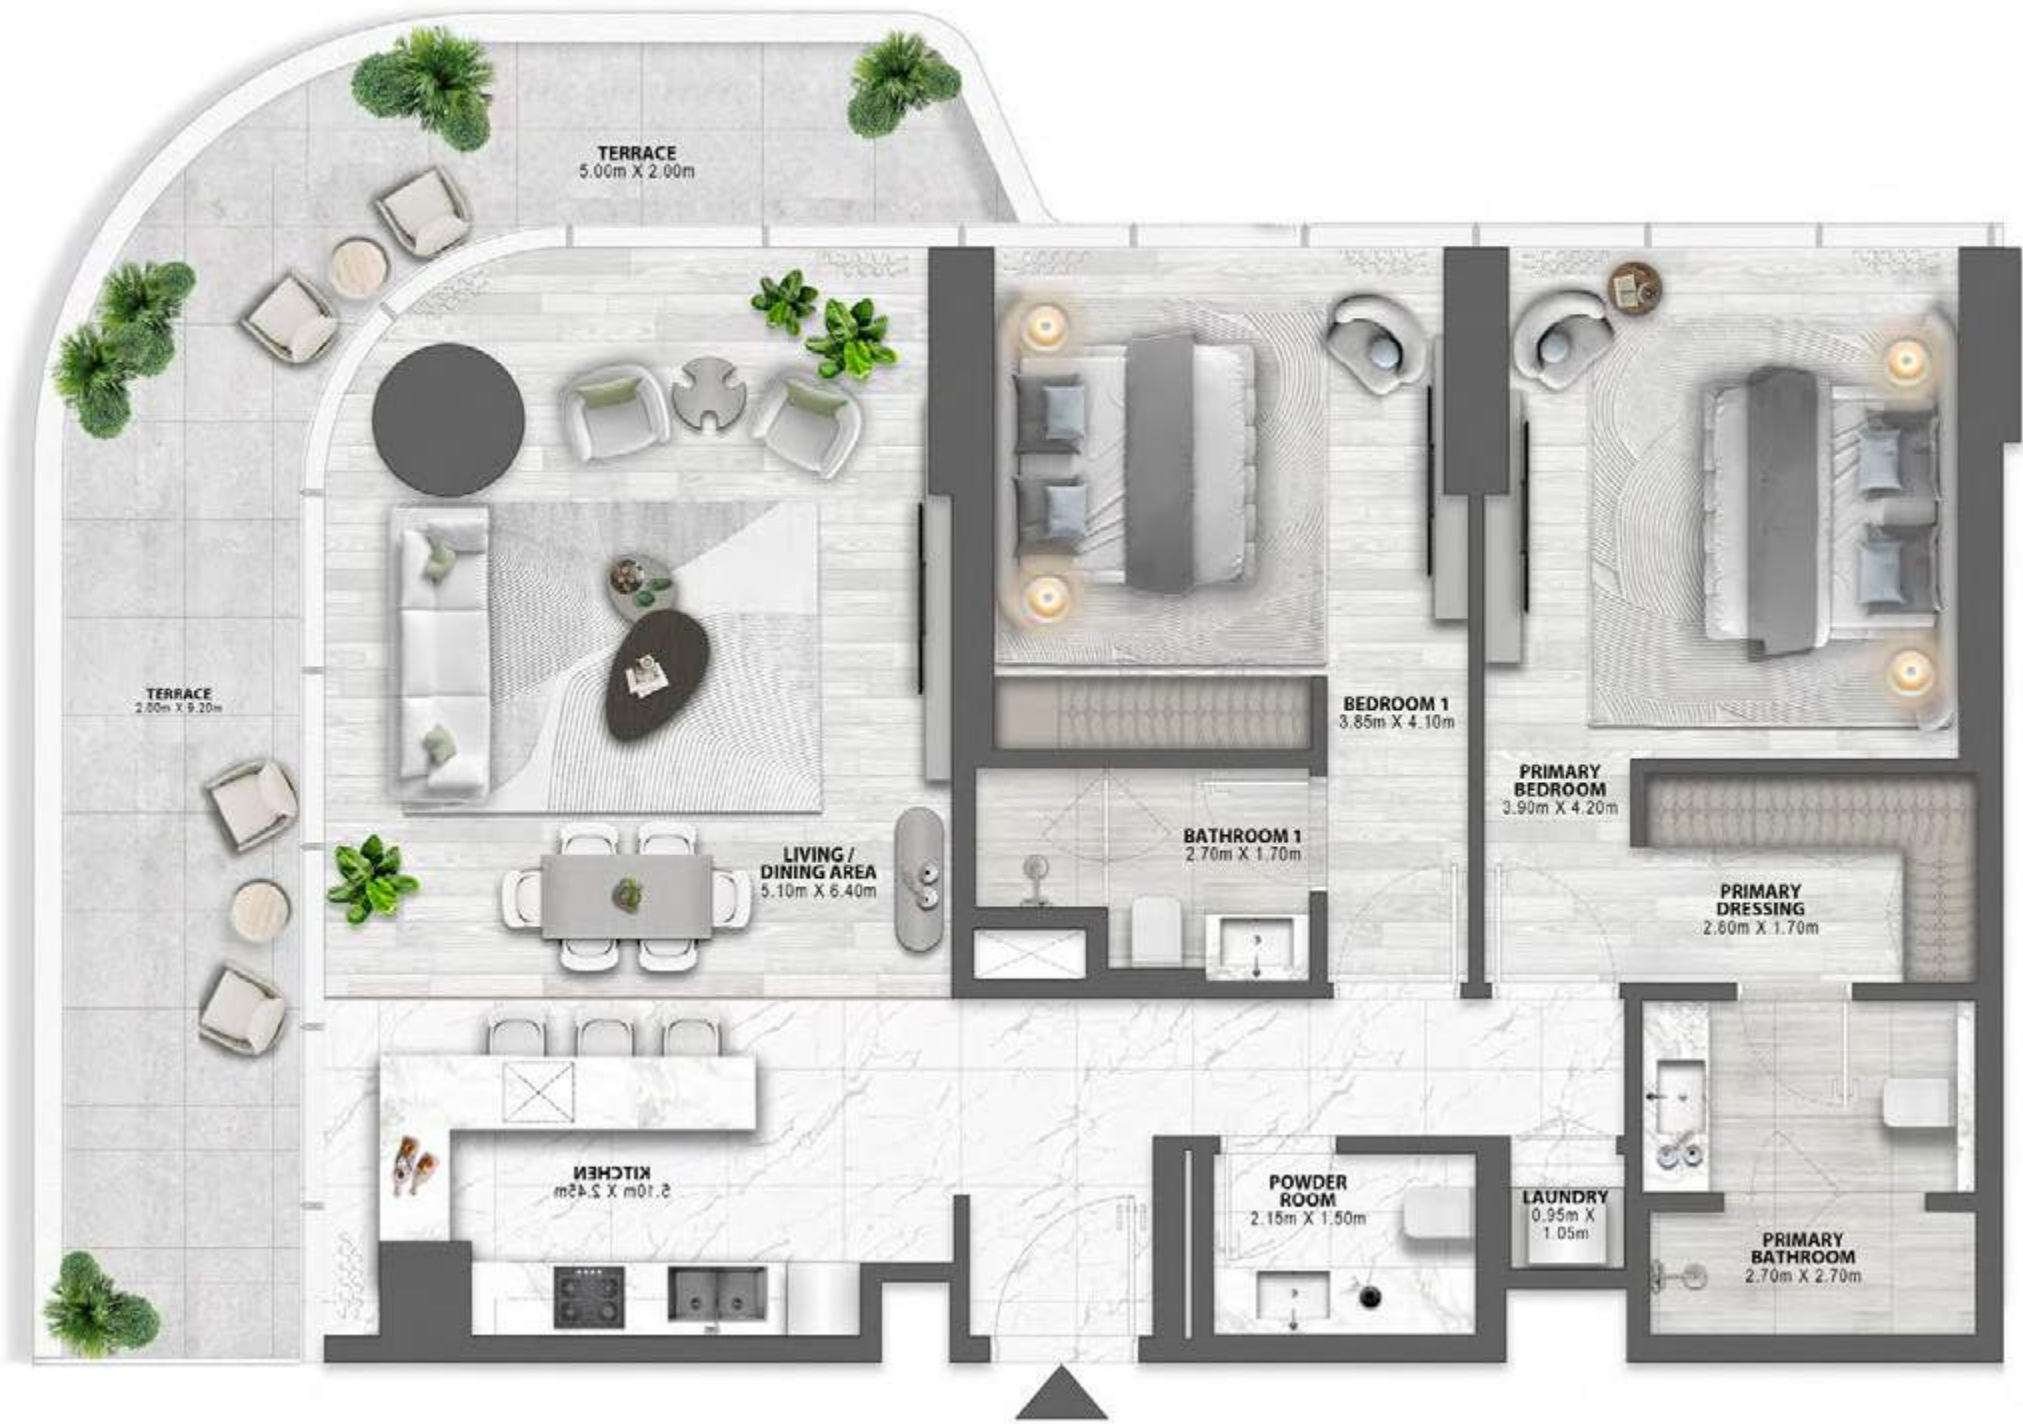 TERRACE
5.00m X 2.00m
TERRACE
2.00m X 9.20m
LIVING /
DINING AREA
5.10m X 6.40m
BEDROOM 1
3.85m X 4.10m
PRIMARY
BEDROOM
3.90m X 4.20m
BATHROOM 1
2.70m X 1.70m
PRIMARY
DRESSING
2.60m X 1.70m
KITCHEN
5.10m X 2.45m
POWDER
ROOM
2.15m X 1.50m
LAUNDRY
0.95m X
1.05m
PRIMARY
BATHROOM
2.70m X 2.70m